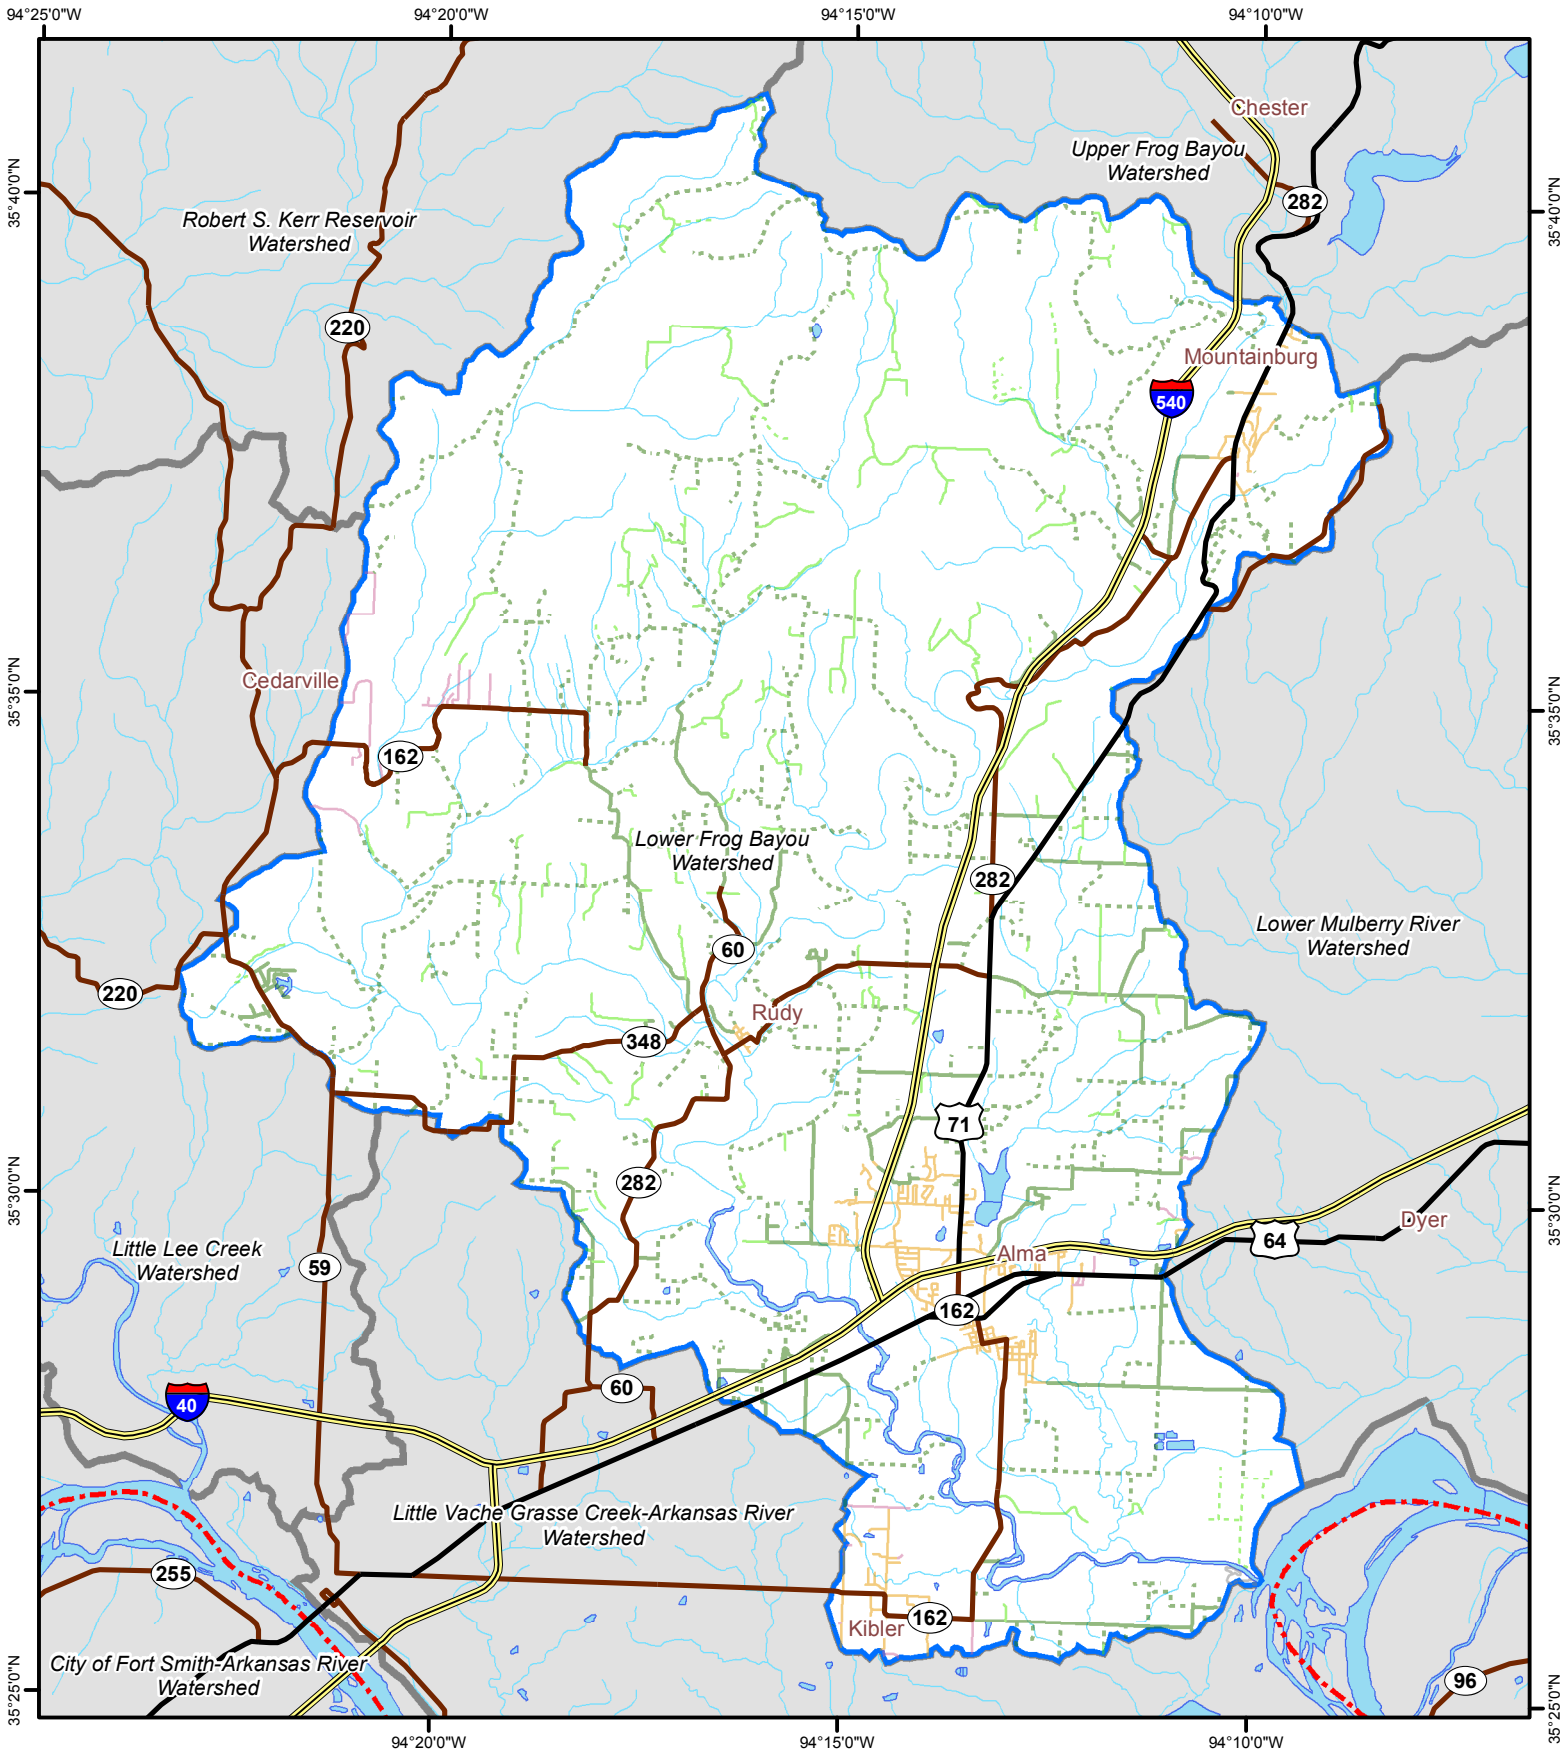 94°25'0"W
94°20'0"W
94°15'0"W
94°10'0"W
Chester
Upper Frog Bayou
Watershed
35°40'0"N
35°40'0"N
282
Robert S. Kerr Reservoir
Watershed
220
Mountainburg
540
Cedarville
35°35'0"N
35°35'0"N
162
Lower Frog Bayou
Watershed
282
Lower Mulberry River
Watershed
60
220
Rudy
348
71
282
35°30'0"N
35°30'0"N
Dyer
64
Little Lee Creek
Watershed
Alma
59
162
60
40
Little Vache Grasse Creek-Arkansas River
Watershed
255
162
Kibler
City of Fort Smith-Arkansas River
Watershed
96
35°25'0"N
35°25'0"N
94°20'0"W
94°15'0"W
94°10'0"W